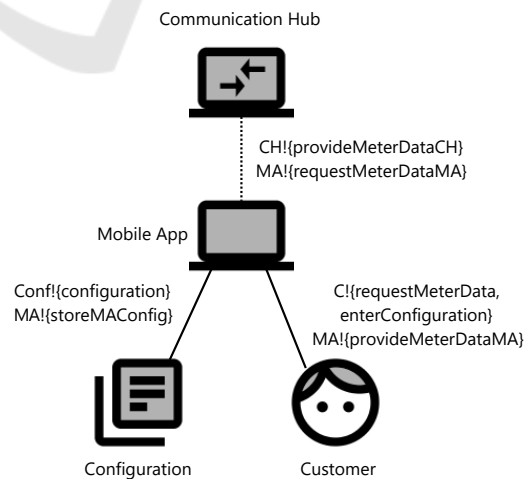 Communication Hub
CH!{provideMeterDataCH}
MA!{requestMeterDataMA}
Mobile App
Conf!{configuration}
MA!{storeMAConfig}
C!{requestMeterData,
enterConfiguration}
MA!{provideMeterDataMA}
Configuration
Customer